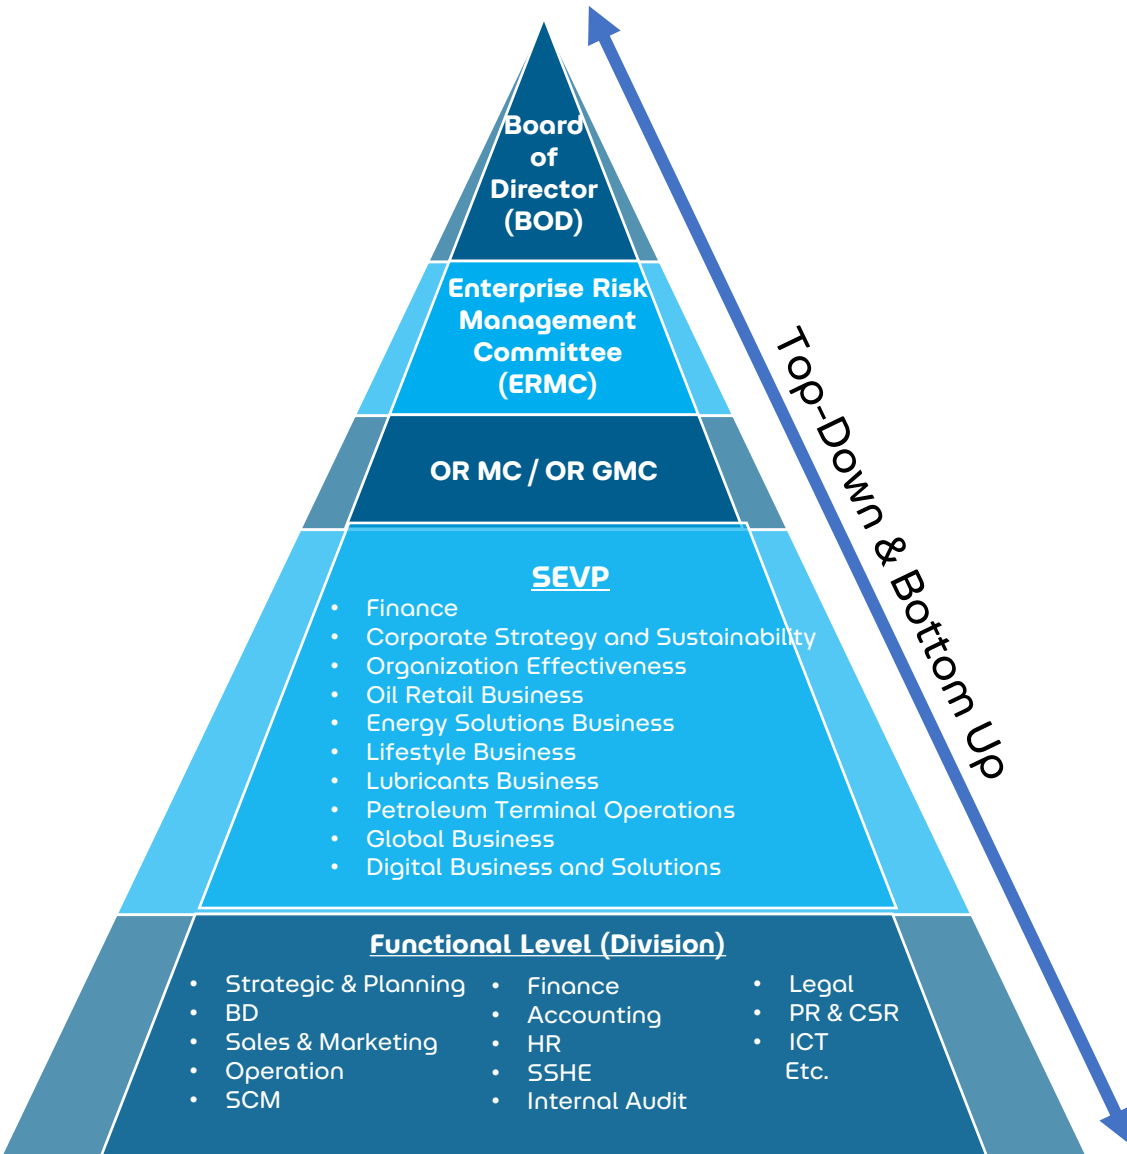 Board
of
Director
(BOD)
Enterprise Risk
Management
Committee
(ERMC)
OR MC / OR GMC
SEVP
• Finance
• Corporate Strategy and Sustainability
• Organization Effectiveness
• Oil Retail Business
• Energy Solutions Business
• Lifestyle Business
• Lubricants Business
• Petroleum Terminal Operations
• Global Business
• Digital Business and Solutions
Functional Level (Division)
• Strategic & Planning
• BD
• Sales & Marketing
• Operation
• SCM
• Finance
• Accounting
• HR
• SSHE
• Internal Audit
• Legal
• PR & CSR
• ICT
Etc.
Top-Down & Bottom Up